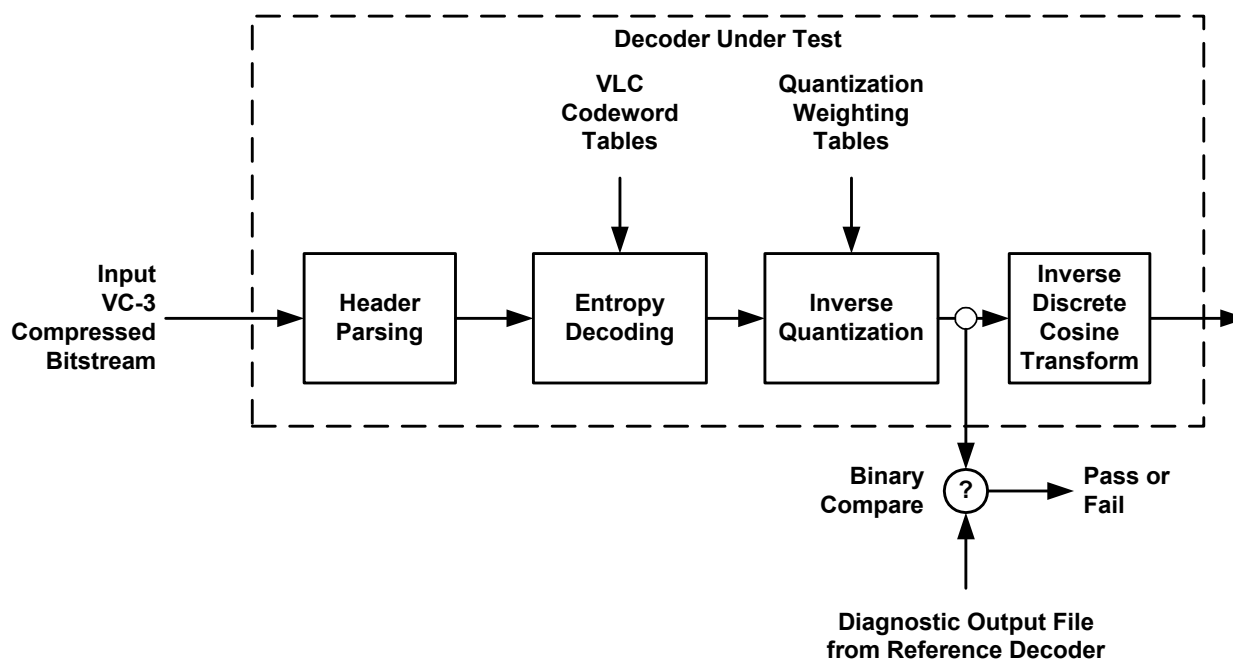 Decoder Under Test
VLC
Codeword
Tables
Quantization
Weighting
Tables
Input
VC-3
Compressed
Bitstream
Header
Parsing
Entropy
Decoding
Inverse
Quantization
Inverse
Discrete
Cosine
Transform
Binary
Compare
?
Pass or
Fail
Diagnostic Output File
from Reference Decoder